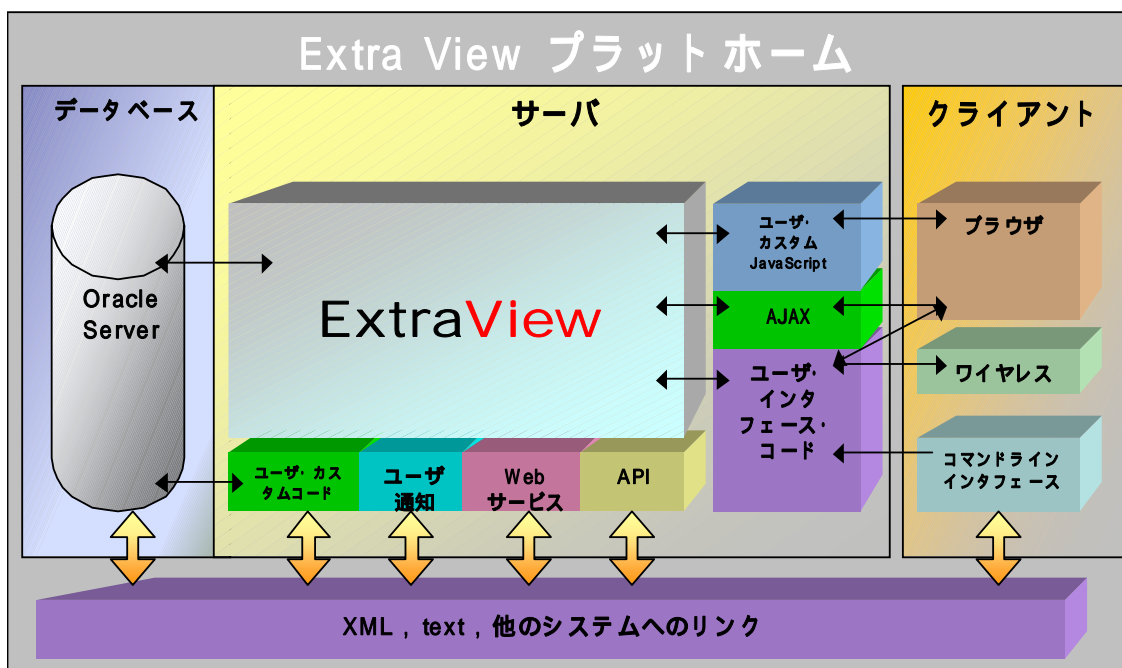 Extra View プラットホーム
データベース
サーバ
クライアント
Oracle
Server
ExtraView
ユーザ・
カスタム
JavaScript
AJAX
ユーザ・
インタ
フェース・
コード
ブラウザ
ワイヤレス
コマンドライン
インタフェース
ユーザ・カス
タムコード
ユーザ
通知
Web
サービス
API
XML , text , 他のシステムへのリンク